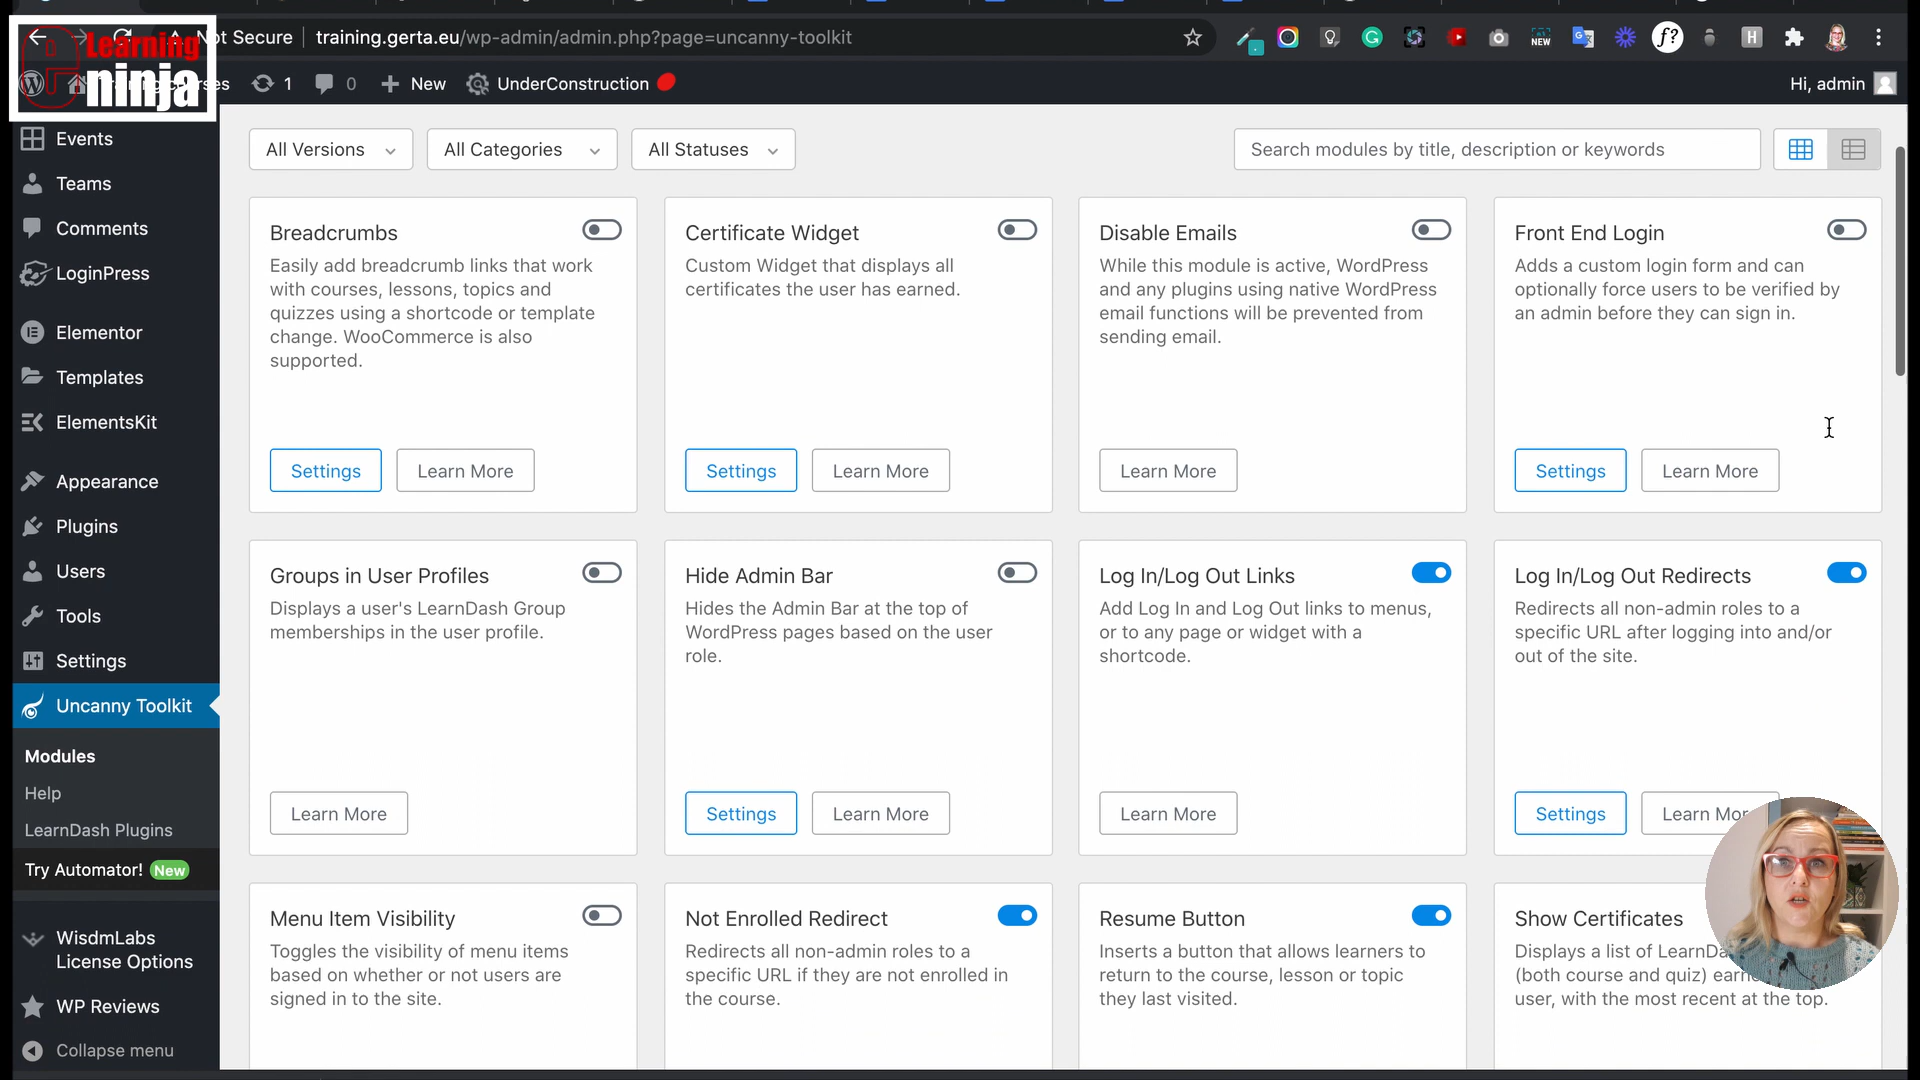 Learning
ninja
Not Secure
training.gerta.eu/wp-admin/admin.php?page=uncanny-toolkit
NEW
f?
H
1
0
New
UnderConstruction
Hi, admin
Events
Teams
Comments
LoginPress
Elementor
Templates
ElementsKit
Appearance
Plugins
Users
Tools
Settings
Uncanny Toolkit
Modules
Help
LearnDash Plugins
Try Automator! New
WisdmLabs
License Options
WP Reviews
Collapse menu
All Versions
All Categories
All Statuses
Search modules by title, description or keywords
Breadcrumbs
Easily add breadcrumb links that work
with courses, lessons, topics and
quizzes using a shortcode or template
change. WooCommerce is also
supported.
Settings
Learn More
Certificate Widget
Custom Widget that displays all
certificates the user has earned.
Settings
Learn More
Disable Emails
While this module is active, WordPress
and any plugins using native WordPress
email functions will be prevented from
sending email.
Learn More
Front End Login
Adds a custom login form and can
optionally force users to be verified by
an admin before they can sign in.
Settings
Learn More
Groups in User Profiles
Displays a user's LearnDash Group
memberships in the user profile.
Learn More
Hide Admin Bar
Hides the Admin Bar at the top of
WordPress pages based on the user
role.
Settings
Learn More
Log In/Log Out Links
Add Log In and Log Out links to menus,
or to any page or widget with a
shortcode.
Learn More
Log In/Log Out Redirects
Redirects all non-admin roles to a
specific URL after logging into and/or
out of the site.
Settings
Learn Mor
Menu Item Visibility
Toggles the visibility of menu items
based on whether or not users are
signed in to the site.
Not Enrolled Redirect
Redirects all non-admin roles to a
specific URL if they are not enrolled in
the course.
Resume Button
Inserts a button that allows learners to
return to the course, lesson or topic
they last visited.
Show Certificates
Displays a list of LearnDa
(both course and quiz) earn
user, with the most recent at the top.